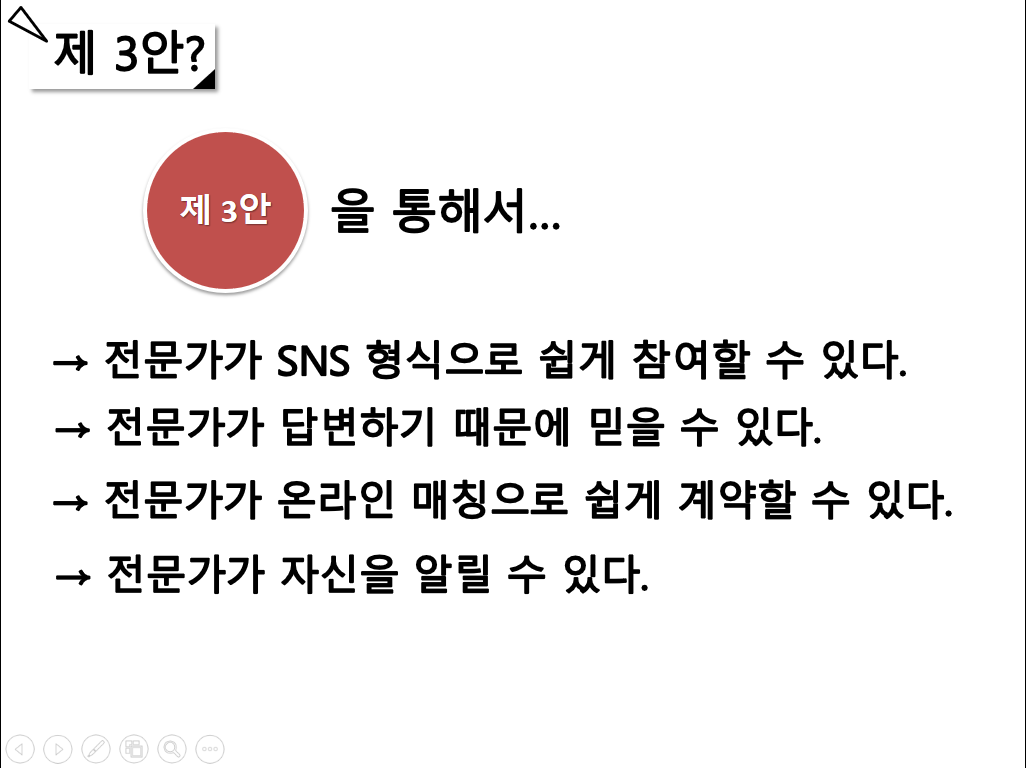 제 3안?
제 3안 을 통해서...
→ 전문가가 SNS 형식으로 쉽게 참여할 수 있다.
→ 전문가가 답변하기 때문에 믿을 수 있다.
→ 전문가가 온라인 매칭으로 쉽게 계약할 수 있다.
→ 전문가가 자신을 알릴 수 있다.